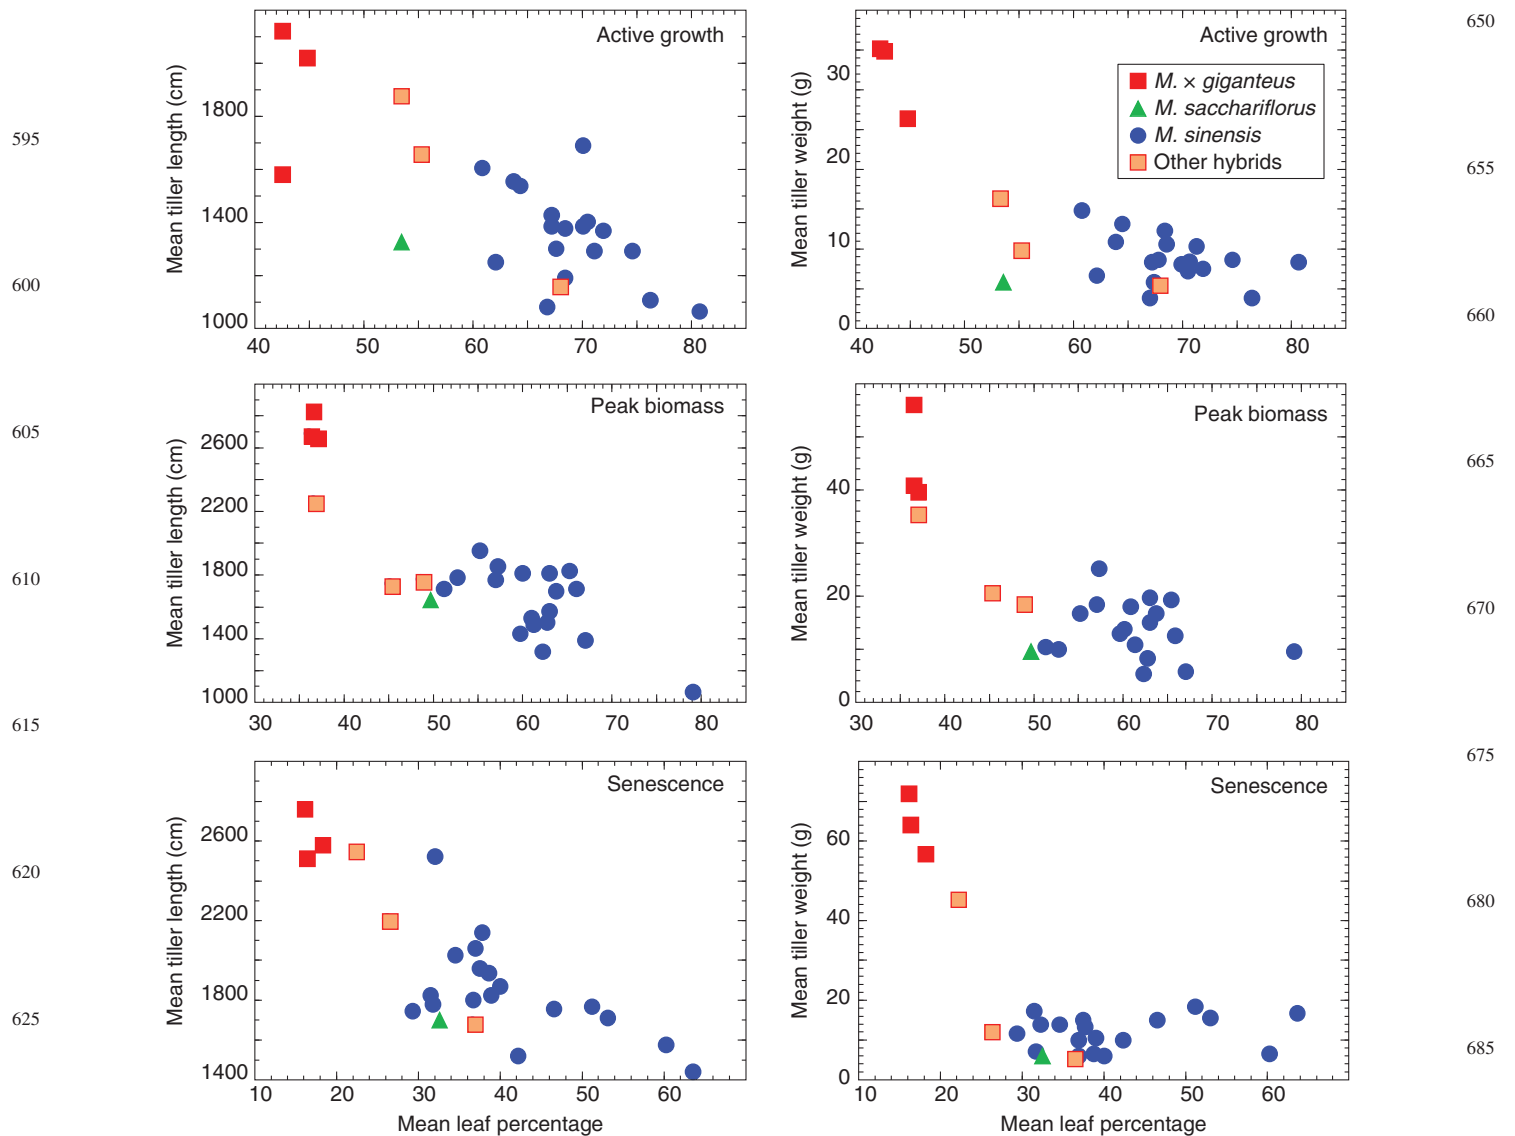 595
600
605
610
615
620
625
Active growth
Mean tiller length (cm)
1800
1400
1000
40 50 60 70 80
Active growth
M. × giganteus
M. sacchariflorus
M. sinensis
Other hybrids
Mean tiller weight (g)
30
20
10
0
40 50 60 70 80
Peak biomass
Mean tiller length (cm)
2600
2200
1800
1400
1000
30 40 50 60 70 80
Peak biomass
Mean tiller weight (g)
40
20
0
30 40 50 60 70 80
Senescence
Mean tiller length (cm)
2600
2200
1800
1400
10 20 30 40 50 60
Mean leaf percentage
Senescence
Mean tiller weight (g)
60
40
20
0
10 20 30 40 50 60
Mean leaf percentage
650
655
660
665
670
675
680
685